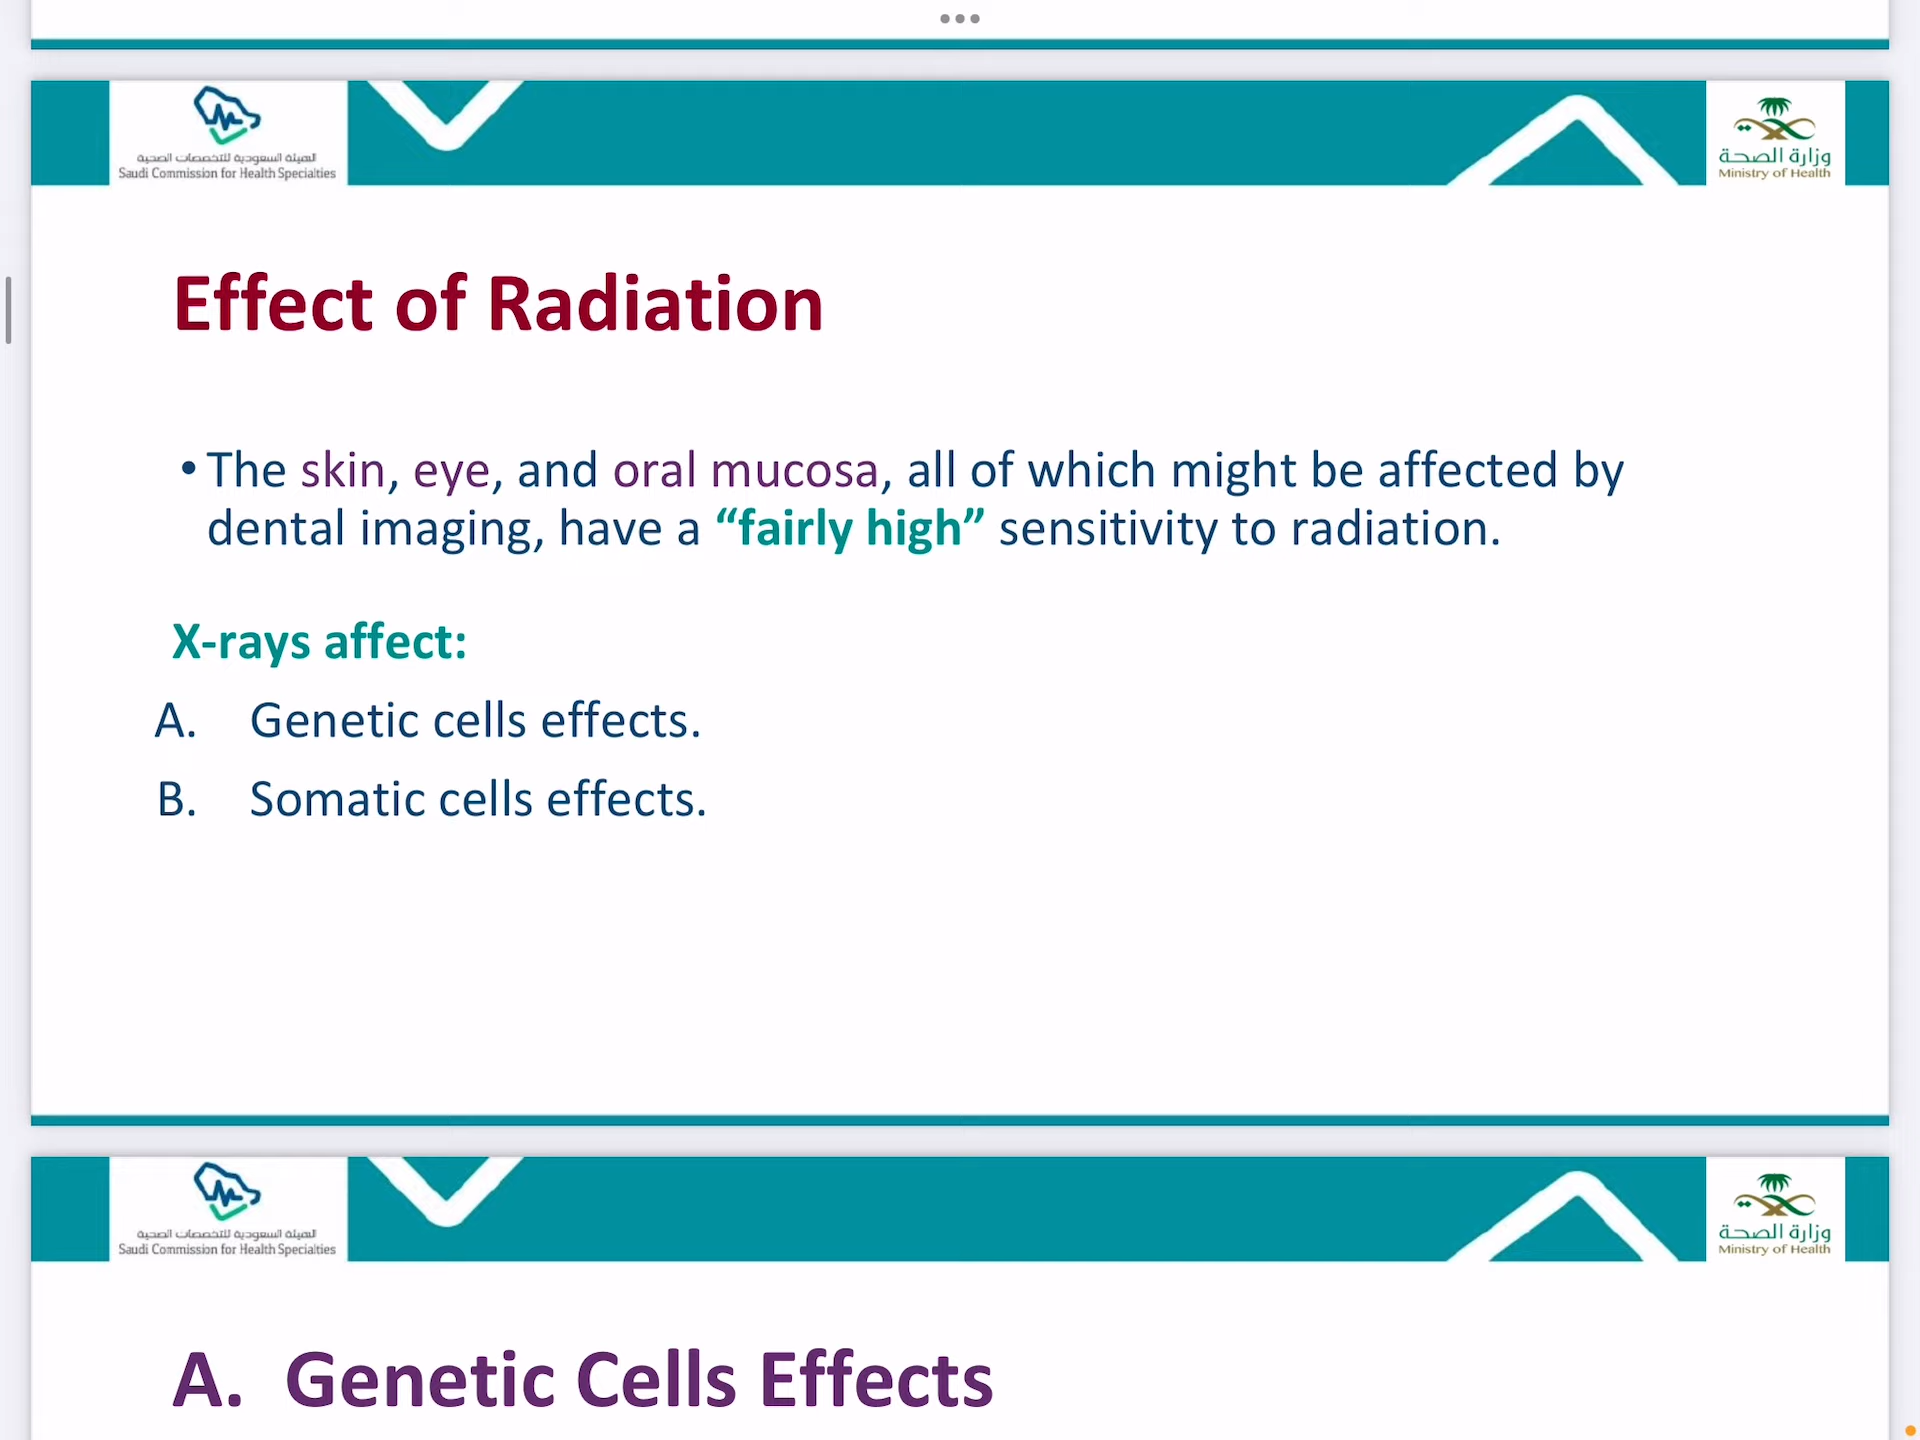 الهيئة السعودية للتخصصات الصحية
Saudi Commission for Health Specialties
وزارة الصحة
Ministry of Health
Effect of Radiation
• The skin, eye, and oral mucosa, all of which might be affected by
dental imaging, have a “fairly high” sensitivity to radiation.
X-rays affect:
A. Genetic cells effects.
B. Somatic cells effects.
الهيئة السعودية للتخصصات الصحية
Saudi Commission for Health Specialties
وزارة الصحة
Ministry of Health
A. Genetic Cells Effects